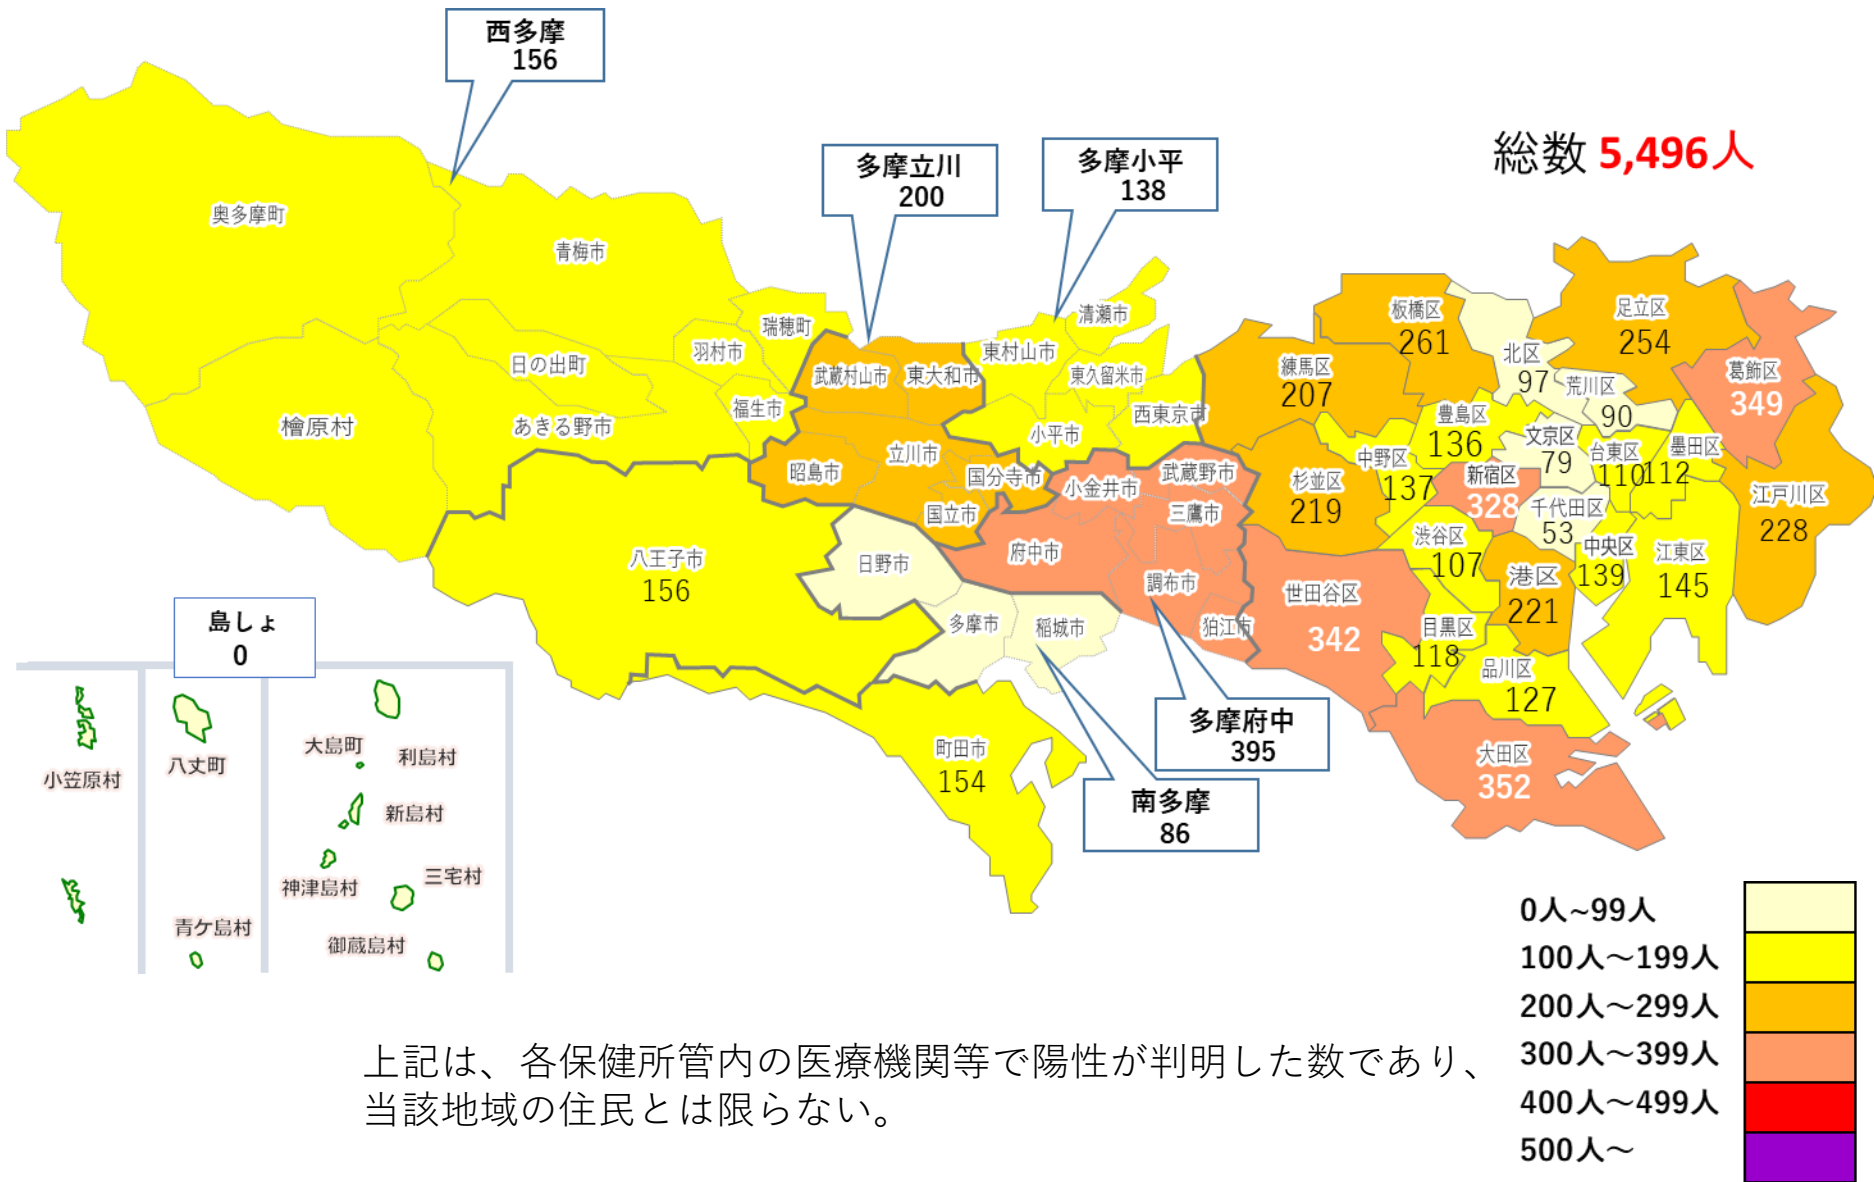 西多摩
156
多摩立川
200
多摩小平
138
総数 5,496人
奥多摩町
青梅市
瑞穂町
羽村市
日の出町
福生市
あきる野市
檜原村
武蔵村山市
東大和市
昭島市
立川市
国分寺市
国立市
東村山市
清瀬市
東久留米市
西東京市
小平市
小金井市
武蔵野市
三鷹市
府中市
調布市
狛江市
八王子市
156
日野市
多摩市
稲城市
町田市
154
多摩府中
395
南多摩
86
板橋区
261
練馬区
207
北区
97
足立区
254
葛飾区
349
荒川区
90
豊島区
136
文京区
79
台東区
110
墨田区
112
江戸川区
228
中野区
137
杉並区
219
新宿区
328
千代田区
53
渋谷区
107
中央区
139
江東区
145
港区
221
世田谷区
342
目黒区
118
品川区
127
大田区
352
島しょ
0
小笠原村
八丈町
青ケ島村
大島町
利島村
新島村
神津島村
三宅村
御蔵島村
0人~99人
100人～199人
200人～299人
300人～399人
400人～499人
500人～
上記は、各保健所管内の医療機関等で陽性が判明した数であり、
当該地域の住民とは限らない。